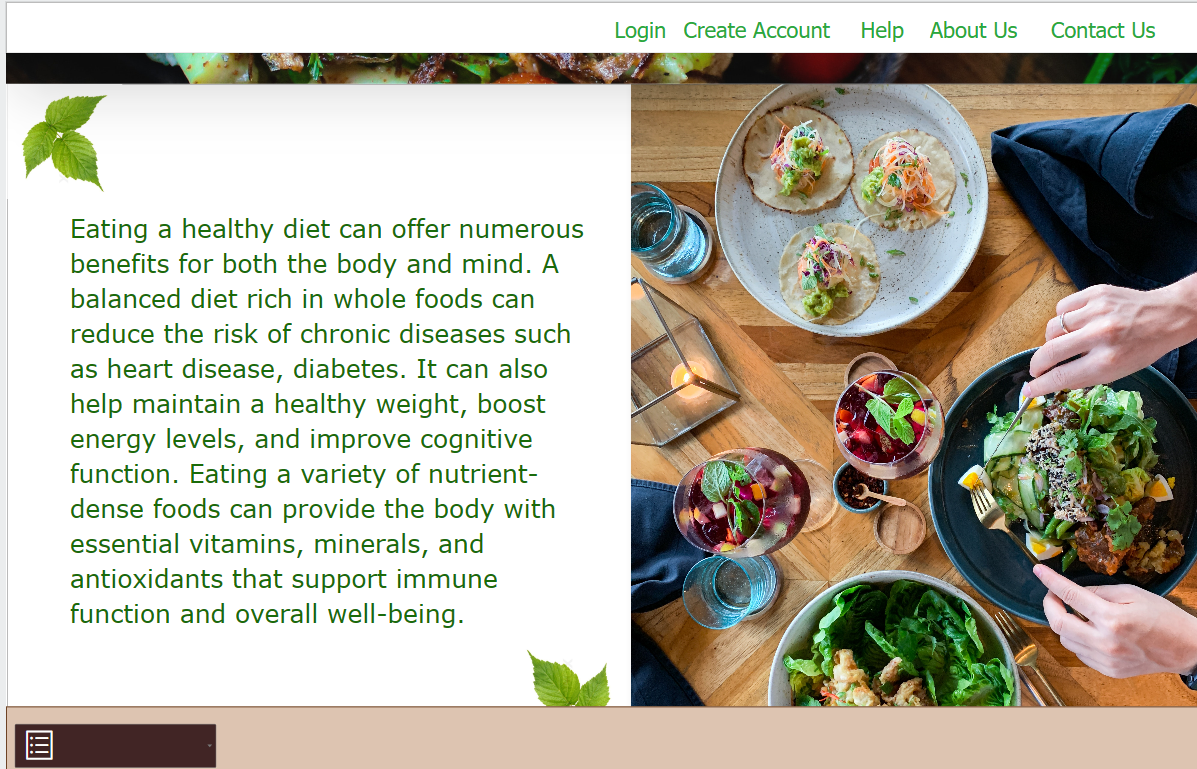 Login Create Account Help About Us Contact Us
Eating a healthy diet can offer numerous
benefits for both the body and mind. A
balanced diet rich in whole foods can
reduce the risk of chronic diseases such
as heart disease, diabetes. It can also
help maintain a healthy weight, boost
energy levels, and improve cognitive
function. Eating a variety of nutrient-
dense foods can provide the body with
essential vitamins, minerals, and
antioxidants that support immune
function and overall well-being.